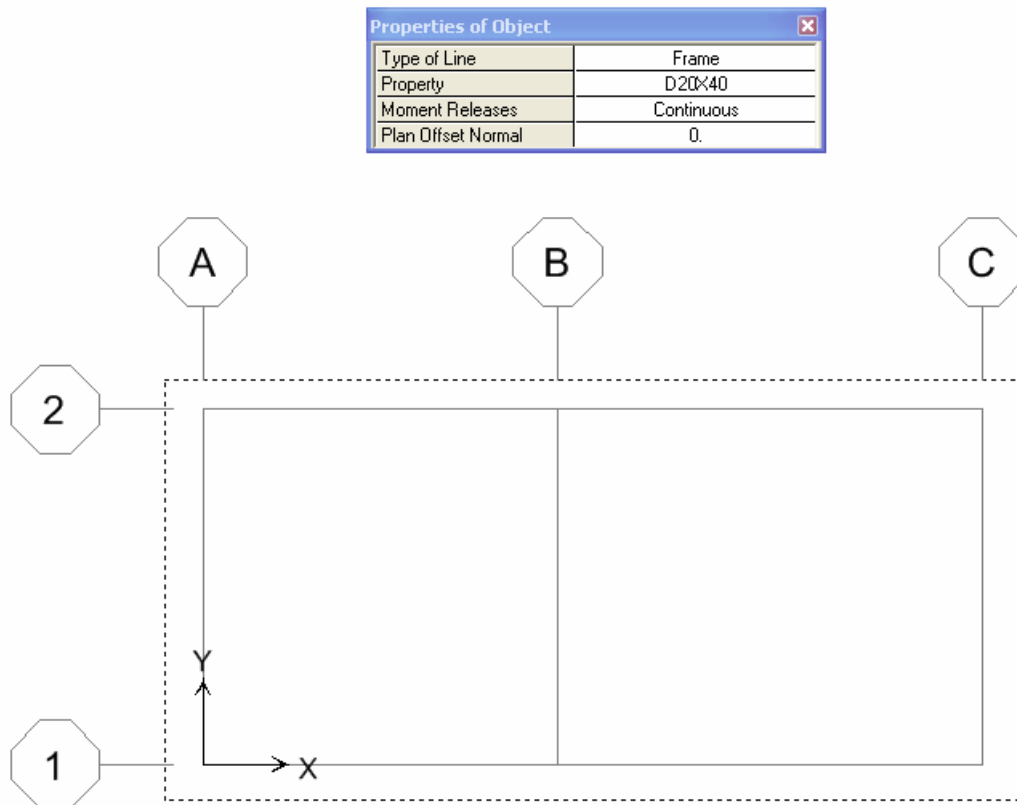 Properties of Object
Type of Line Frame
Property D20X40
Moment Releases Continuous
Plan Offset Normal 0.
A B C
2
Y
1 X